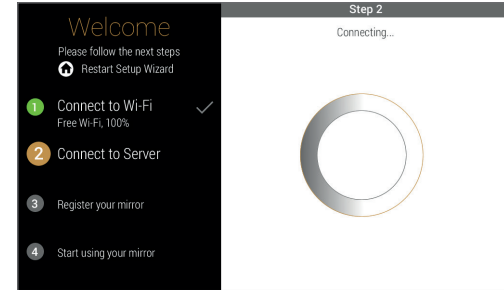 Welcome
Please follow the next steps
Restart Setup Wizard
1 Connect to Wi-Fi
Free Wi-Fi, 100%
2 Connect to Server
3 Register your mirror
4 Start using your mirror
Step 2
Connecting...